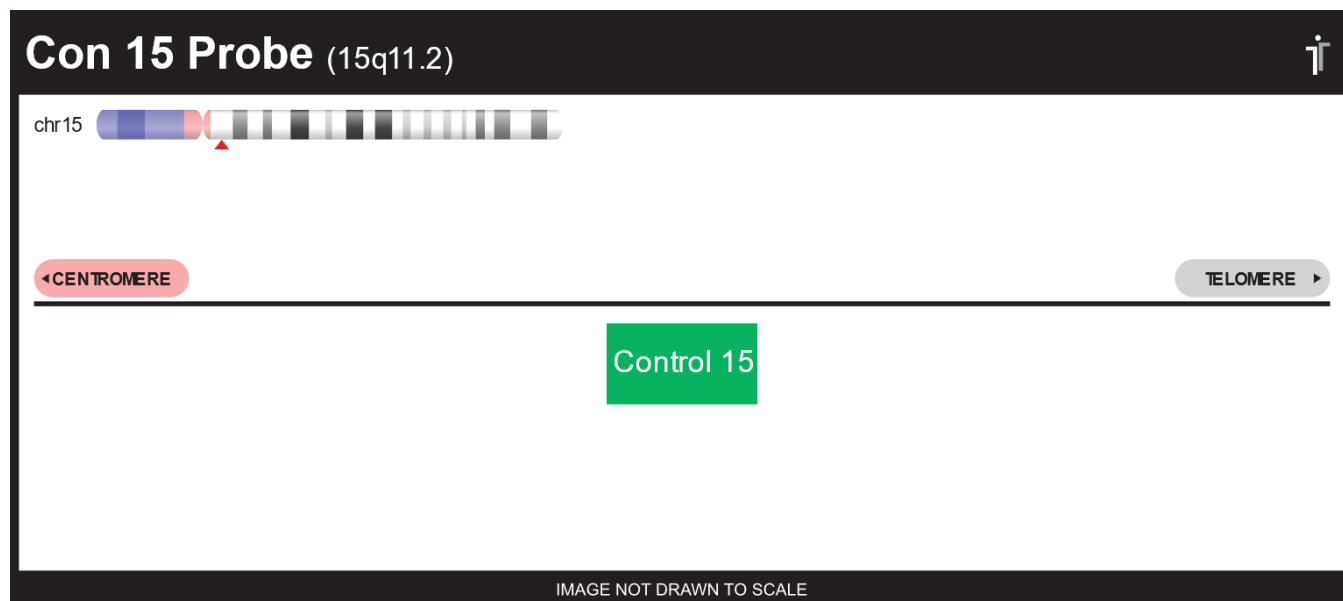 Con 15 Probe (15q11.2)
chr15
CENTROMERE
TELOMERE
Control 15
IMAGE NOT DRAWN TO SCALE